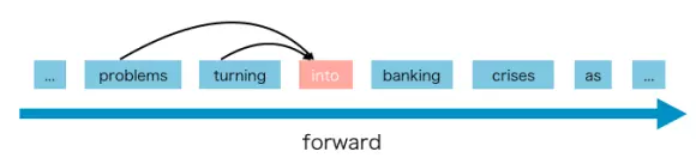 ... problems turning into banking crises as ...
forward